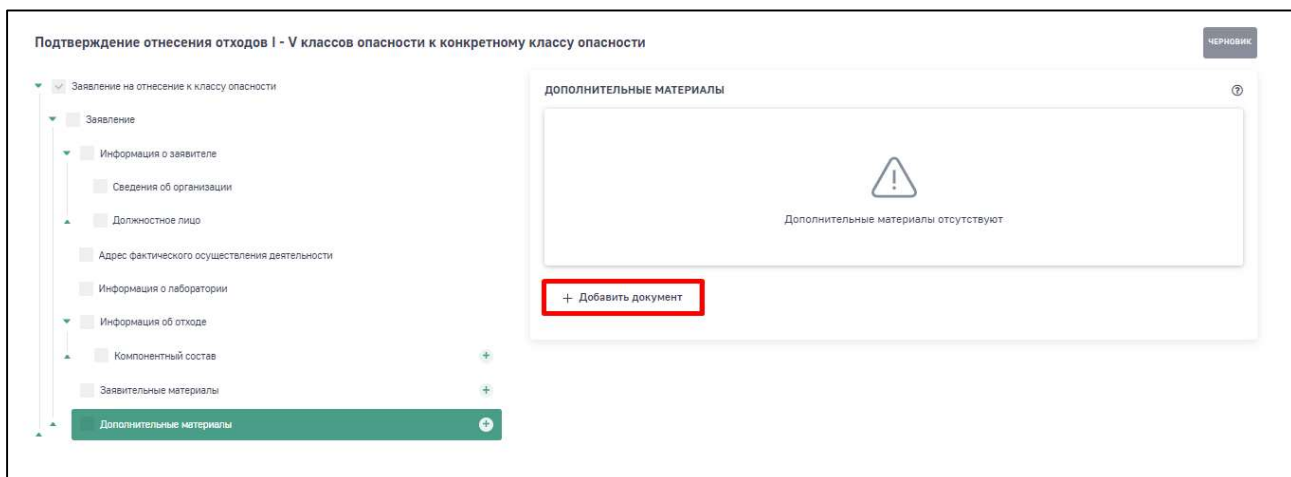 Подтверждение отнесения отходов I - V классов опасности к конкретному классу опасности
ЧЕРНОВИК
Заявление на отнесение к классу опасности
Заявление
Информация о заявителе
Сведения об организации
Должностное лицо
Адрес фактического осуществления деятельности
Информация о лаборатории
Информация об отходе
Компонентный состав
Заявительные материалы
Дополнительные материалы
ДОПОЛНИТЕЛЬНЫЕ МАТЕРИАЛЫ
Дополнительные материалы отсутствуют
+ Добавить документ